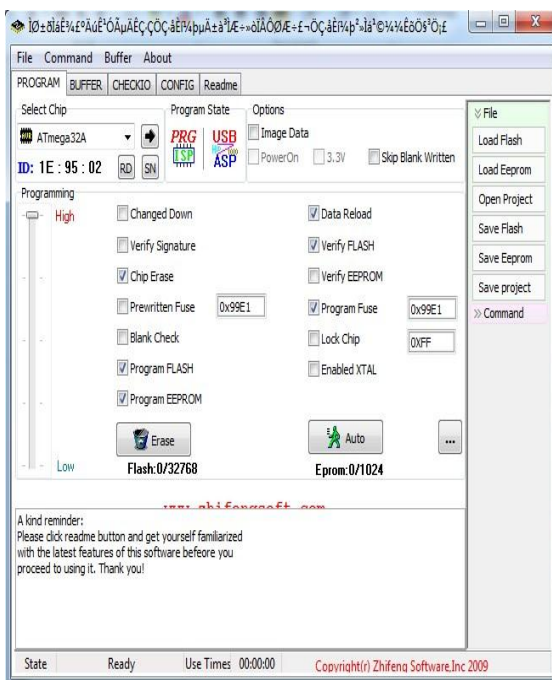 File Command Buffer About
PROGRAM BUFFER CHECKIO CONFIG Readme
Select Chip
ATmega32A
ID: 1E : 95 : 02
RD SN
Program State
PRG USB
ISP ASP
Options
Image Data
PowerOn 3.3V Skip Blank Written
Programming
High
Low
Changed Down
Verify Signature
Chip Erase
Prewritten Fuse 0x99E1
Blank Check
Program FLASH
Program EEPROM
Data Reload
Verify FLASH
Verify EEPROM
Program Fuse 0x99E1
Lock Chip 0XFF
Enabled XTAL
Erase
Auto
...
Flash:0/32768
Eprom:0/1024
www.zhifengsoft.com
A kind reminder:
Please click readme button and get yourself familiarized
with the latest features of this software befeore you
proceed to using it. Thank you!
File
Load Flash
Load Eeprom
Open Project
Save Flash
Save Eeprom
Save project
Command
State Ready Use Times 00:00:00 Copyright(r) Zhifeng Software,Inc 2009